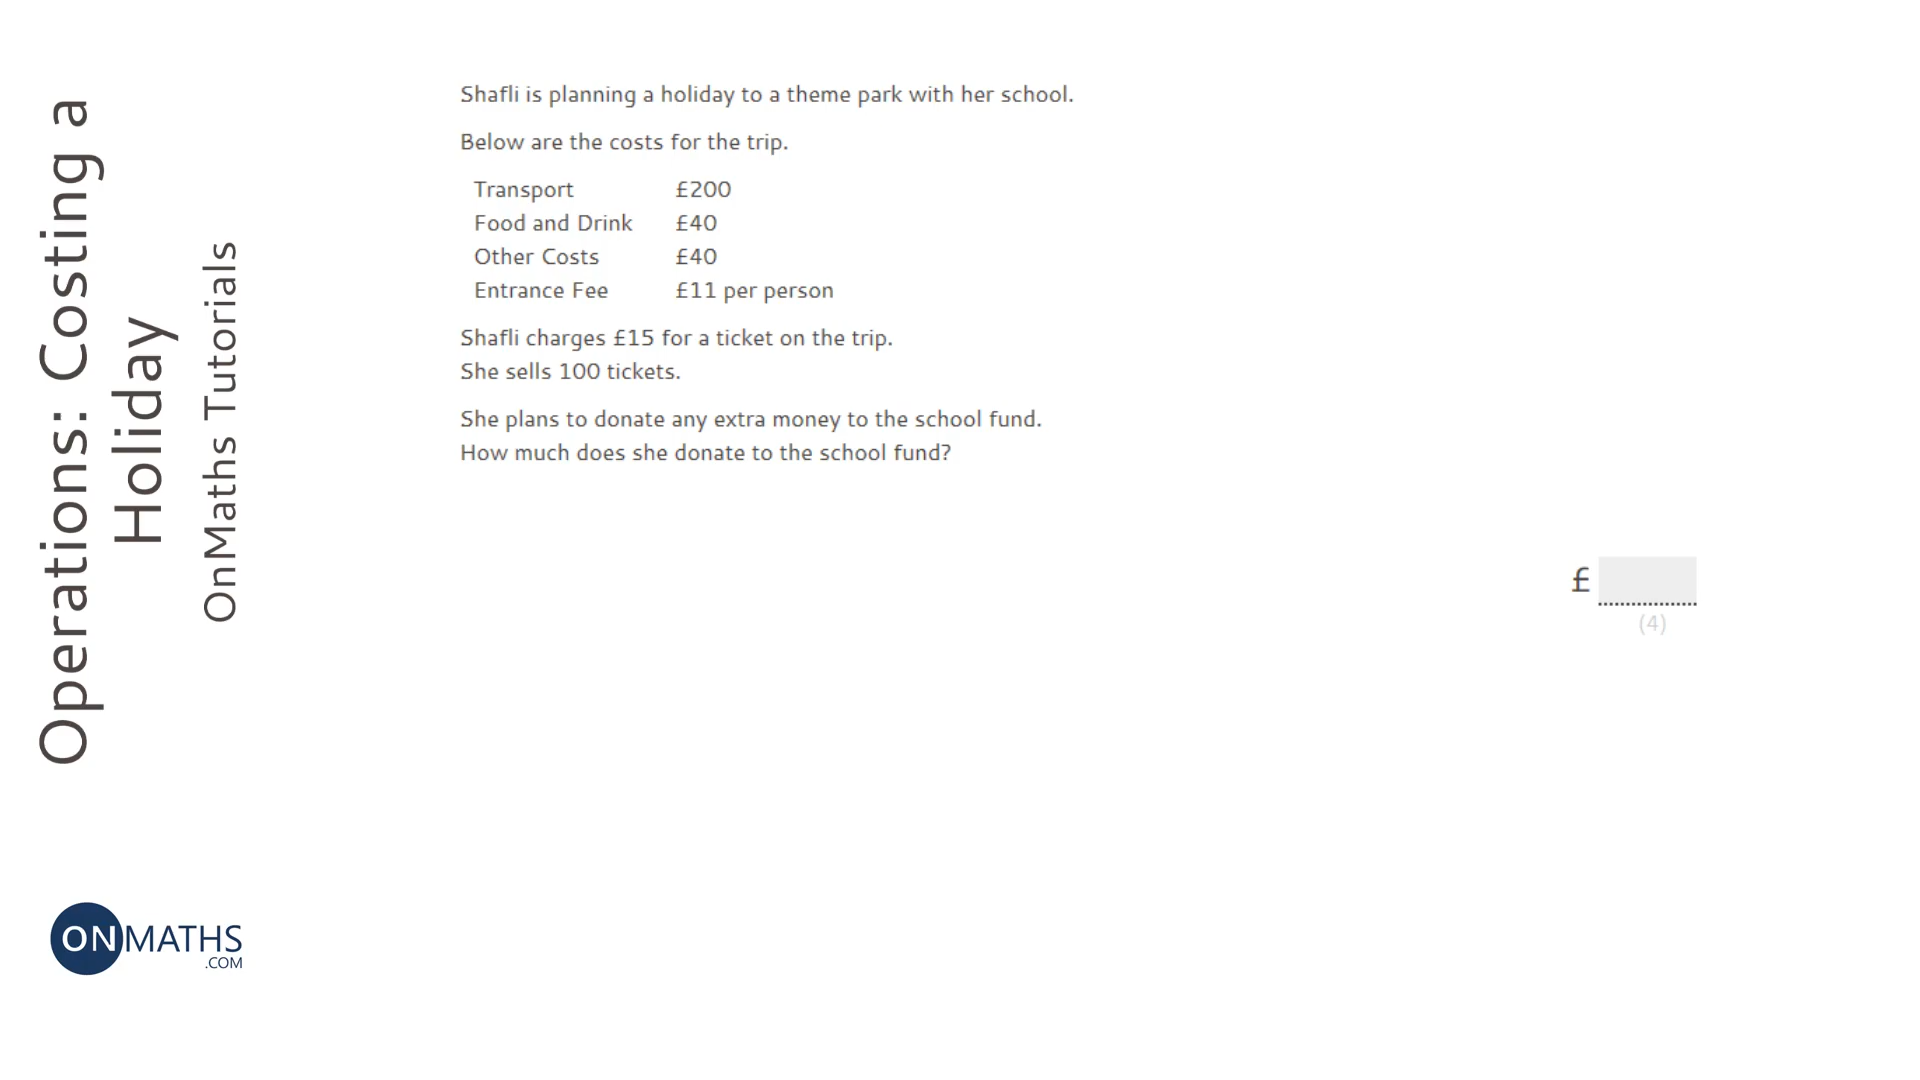 Operations: Costing a
Holiday
OnMaths Tutorials
Shafli is planning a holiday to a theme park with her school.
Below are the costs for the trip.
Transport £200
Food and Drink £40
Other Costs £40
Entrance Fee £11 per person
Shafli charges £15 for a ticket on the trip.
She sells 100 tickets.
She plans to donate any extra money to the school fund.
How much does she donate to the school fund?
£
(4)
ONMATHS
.COM